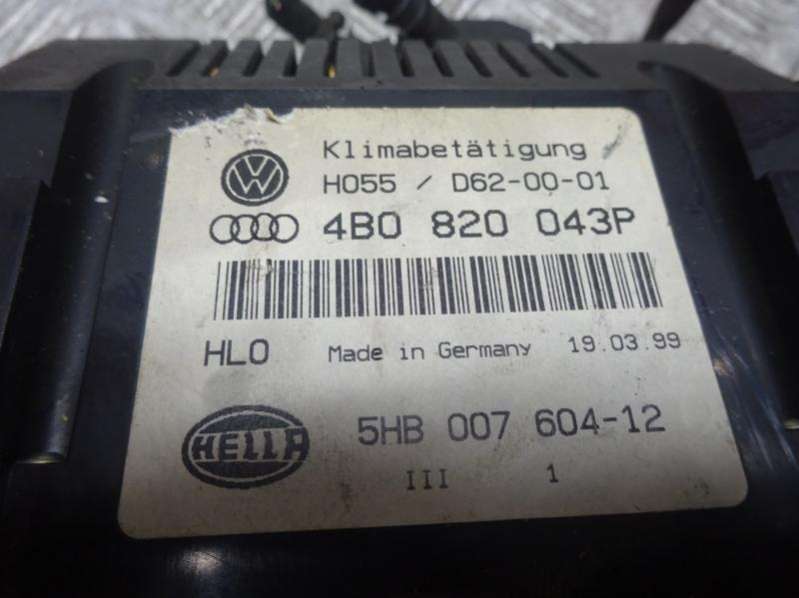 Klimabetätigung
H055 / D62-00-01
4B0 820 043P
HL0 Made in Germany 19.03.99
HELLA 5HB 007 604-12
III 1